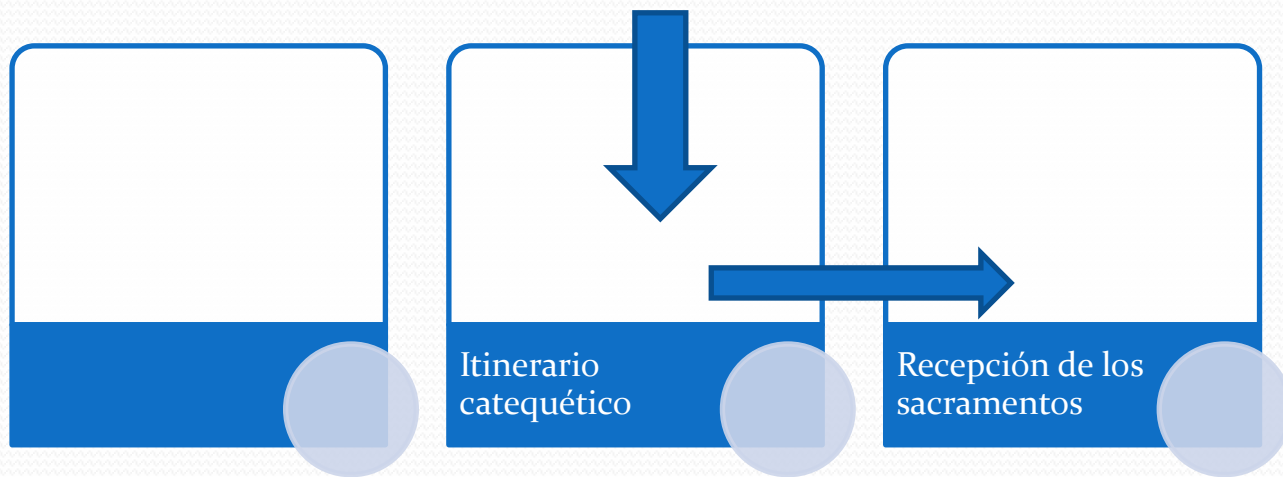 Itinerario
catequético
Recepción de los
sacramentos